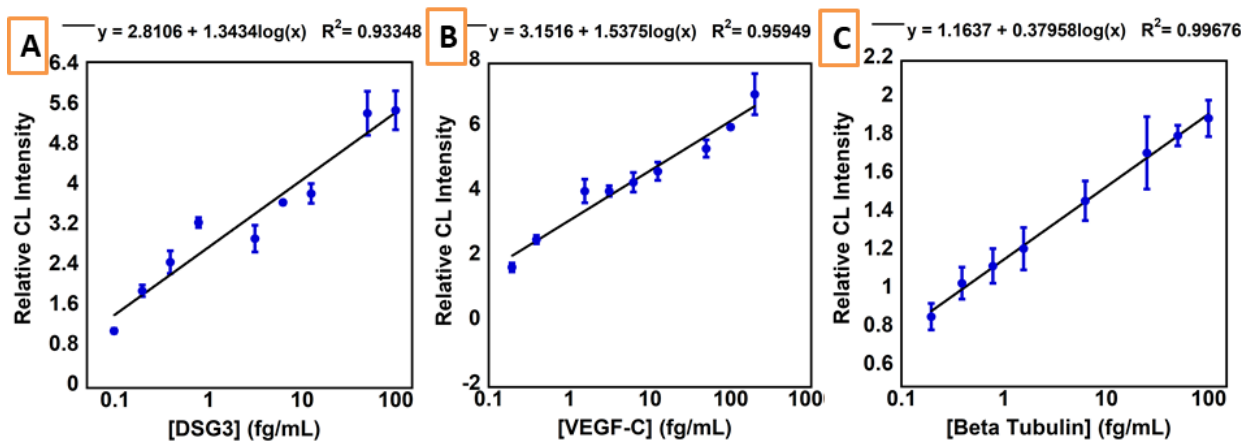 A
y = 2.8106 + 1.3434log(x) R²= 0.93348
Relative CL Intensity
6.4
5.6
4.8
4
3.2
2.4
1.6
0.8
0
0.1 1 10 100
[DSG3] (fg/mL)
B
y = 3.1516 + 1.5375log(x) R²= 0.95949
Relative CL Intensity
8
6
4
2
0
-2
0.1 1 10 100
[VEGF-C] (fg/mL)
C
y = 1.1637 + 0.37958log(x) R²= 0.99676
Relative CL Intensity
2.2
2
1.8
1.6
1.4
1.2
1
0.8
0.6
0.1 1 10 100
[Beta Tubulin] (fg/mL)